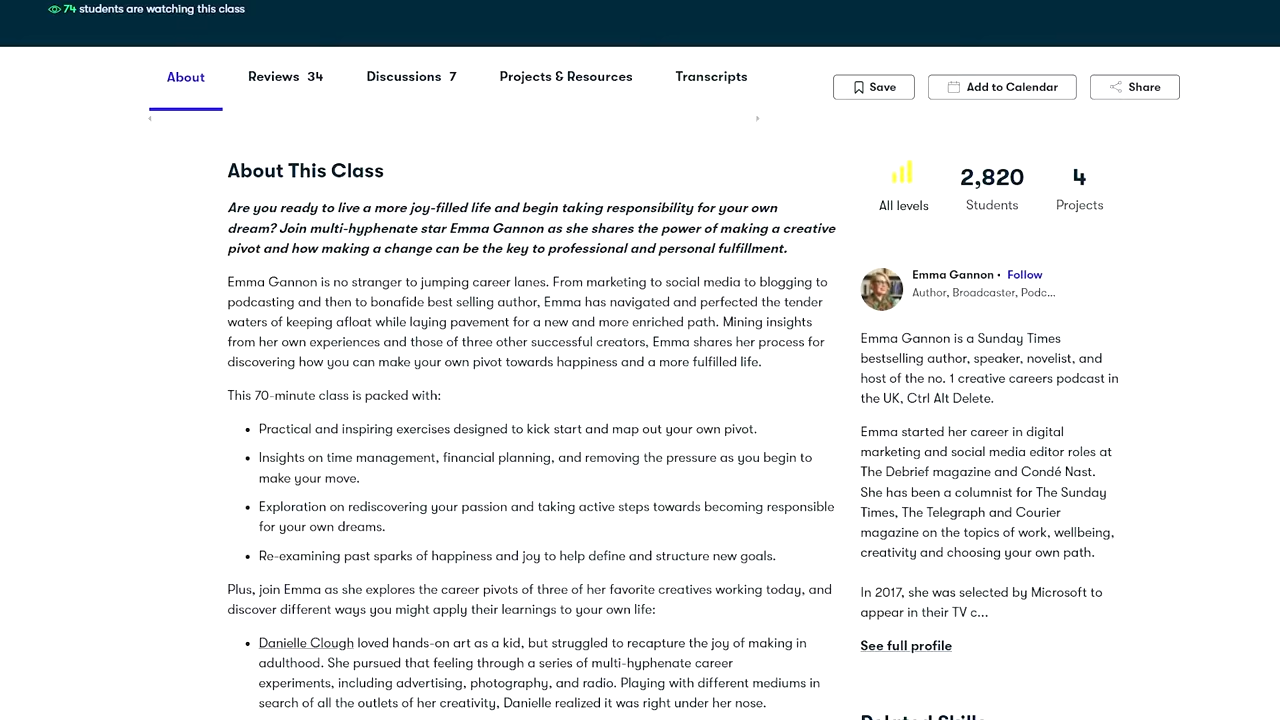 74 students are watching this class
About
Reviews 34
Discussions 7
Projects & Resources
Transcripts
Save
Add to Calendar
Share
About This Class
Are you ready to live a more joy-filled life and begin taking responsibility for your own
dream? Join multi-hyphenate star Emma Gannon as she shares the power of making a creative
pivot and how making a change can be the key to professional and personal fulfillment.
Emma Gannon is no stranger to jumping career lanes. From marketing to social media to blogging to
podcasting and then to bonafide best selling author, Emma has navigated and perfected the tender
waters of keeping afloat while laying pavement for a new and more enriched path. Mining insights
from her own experiences and those of three other successful creators, Emma shares her process for
discovering how you can make your own pivot towards happiness and a more fulfilled life.
This 70-minute class is packed with:
• Practical and inspiring exercises designed to kick start and map out your own pivot.
• Insights on time management, financial planning, and removing the pressure as you begin to
make your move.
• Exploration on rediscovering your passion and taking active steps towards becoming responsible
for your own dreams.
• Re-examining past sparks of happiness and joy to help define and structure new goals.
Plus, join Emma as she explores the career pivots of three of her favorite creatives working today, and
discover different ways you might apply their learnings to your own life:
• Danielle Clough loved hands-on art as a kid, but struggled to recapture the joy of making in
adulthood. She pursued that feeling through a series of multi-hyphenate career
experiments, including advertising, photography, and radio. Playing with different mediums in
search of all the outlets of her creativity, Danielle realized it was right under her nose.
All levels
2,820
Students
4
Projects
Emma Gannon • Follow
Author, Broadcaster, Podc...
Emma Gannon is a Sunday Times
bestselling author, speaker, novelist, and
host of the no. 1 creative careers podcast in
the UK, Ctrl Alt Delete.
Emma started her career in digital
marketing and social media editor roles at
The Debrief magazine and Condé Nast.
She has been a columnist for The Sunday
Times, The Telegraph and Courier
magazine on the topics of work, wellbeing,
creativity and choosing your own path.
In 2017, she was selected by Microsoft to
appear in their TV c...
See full profile
Related Skills